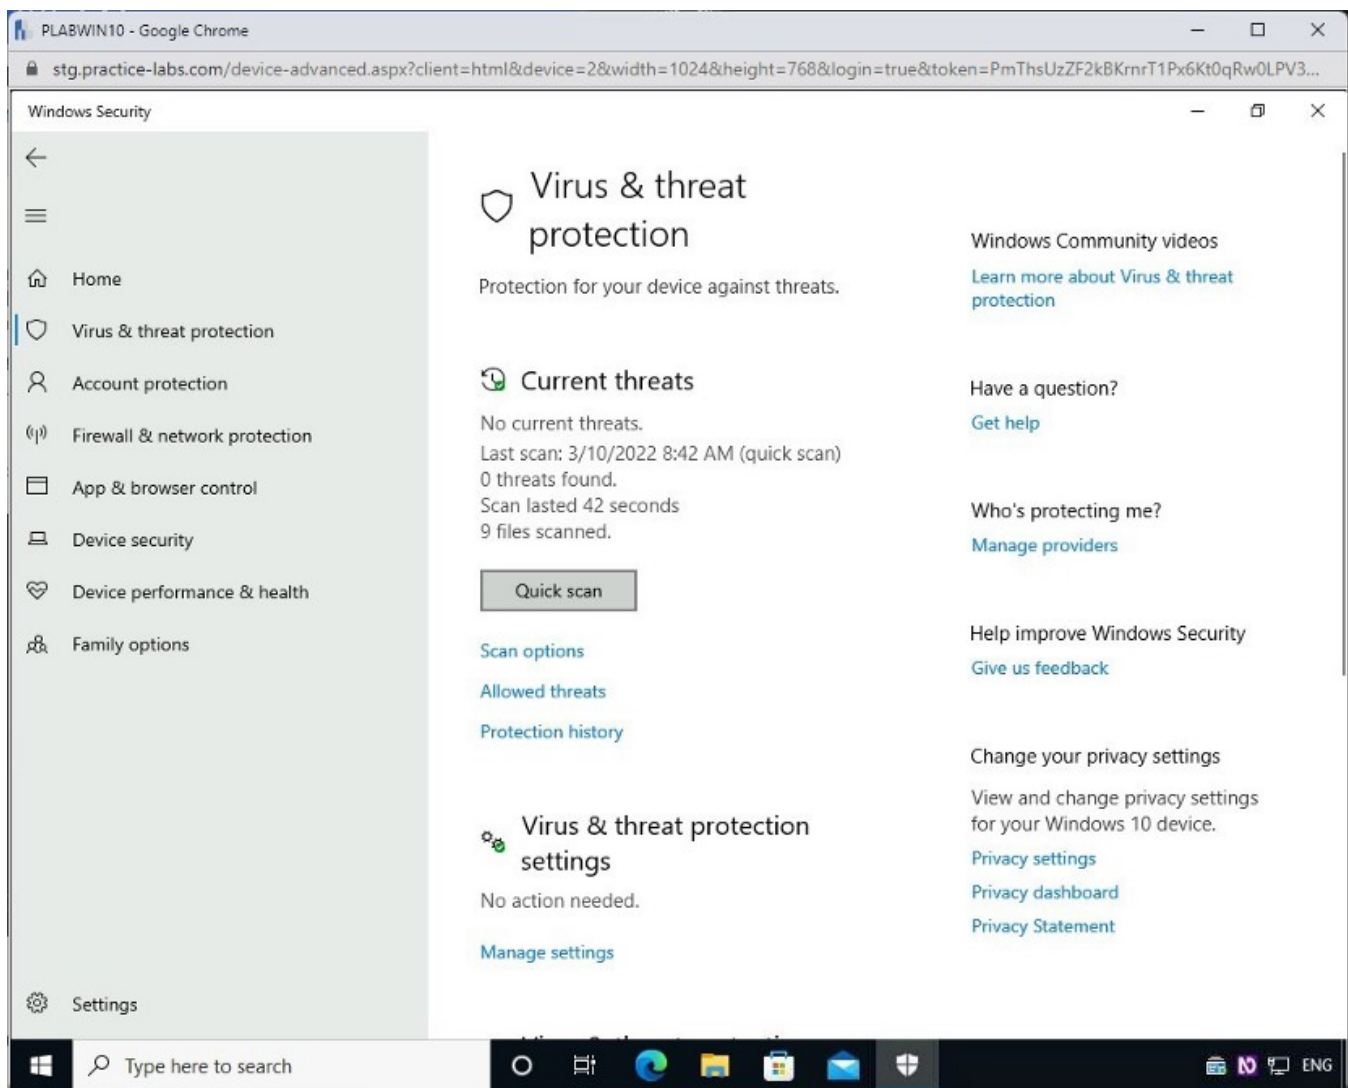 PLABWIN10 - Google Chrome
stg.practice-labs.com/device-advanced.aspx?client=html&device=2&width=1024&height=768&login=true&token=PmThsUzZF2kBKrnrT1Px6Kt0qRw0LPV3...
Windows Security
Home
Virus & threat protection
Account protection
Firewall & network protection
App & browser control
Device security
Device performance & health
Family options
Settings
Virus & threat
protection
Protection for your device against threats.
Current threats
No current threats.
Last scan: 3/10/2022 8:42 AM (quick scan)
0 threats found.
Scan lasted 42 seconds
9 files scanned.
Quick scan
Scan options
Allowed threats
Protection history
Virus & threat protection
settings
No action needed.
Manage settings
Windows Community videos
Learn more about Virus & threat
protection
Have a question?
Get help
Who's protecting me?
Manage providers
Help improve Windows Security
Give us feedback
Change your privacy settings
View and change privacy settings
for your Windows 10 device.
Privacy settings
Privacy dashboard
Privacy Statement
Type here to search
ENG